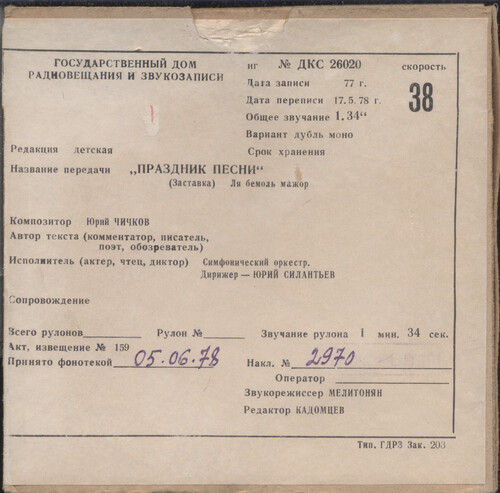 ГОСУДАРСТВЕННЫЙ ДОМ
РАДИОВЕЩАНИЯ И ЗВУКОЗАПИСИ
нг № ДКС 26020
скорость
38
Дата записи 77 г.
Дата переписи 17.5.78 г.
Общее звучание 1.34"
Вариант дубль моно
Редакция детская
Срок хранения
Название передачи „ПРАЗДНИК ПЕСНИ"
(Заставка) Ля бемоль мажор
Композитор Юрий ЧИЧКОВ
Автор текста (комментатор, писатель,
поэт, обозреватель)
Исполнитель (актер, чтец, диктор) Симфонический оркестр,
Дирижер — ЮРИЙ СИЛАНТЬЕВ
Сопровождение
Всего рулонов Рулон № Звучание рулона 1 мин. 34 сек.
Акт, извещение № 159
Принято фонотекой 05.06.78 Накл. № 2970
Оператор
Звукорежиссер МЕЛИТОНЯН
Редактор КАДОМЦЕВ
Тип. ГДРЗ Зак. 203